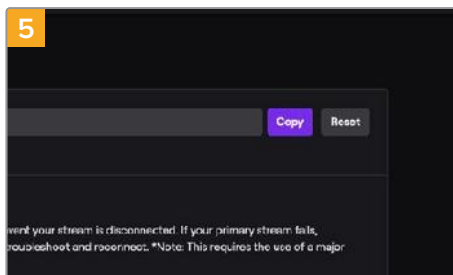 5
Copy Reset
vent your stream is disconnected. If your primary stream fails,
troubleshoot and reconnect. *Note: This requires the use of a major